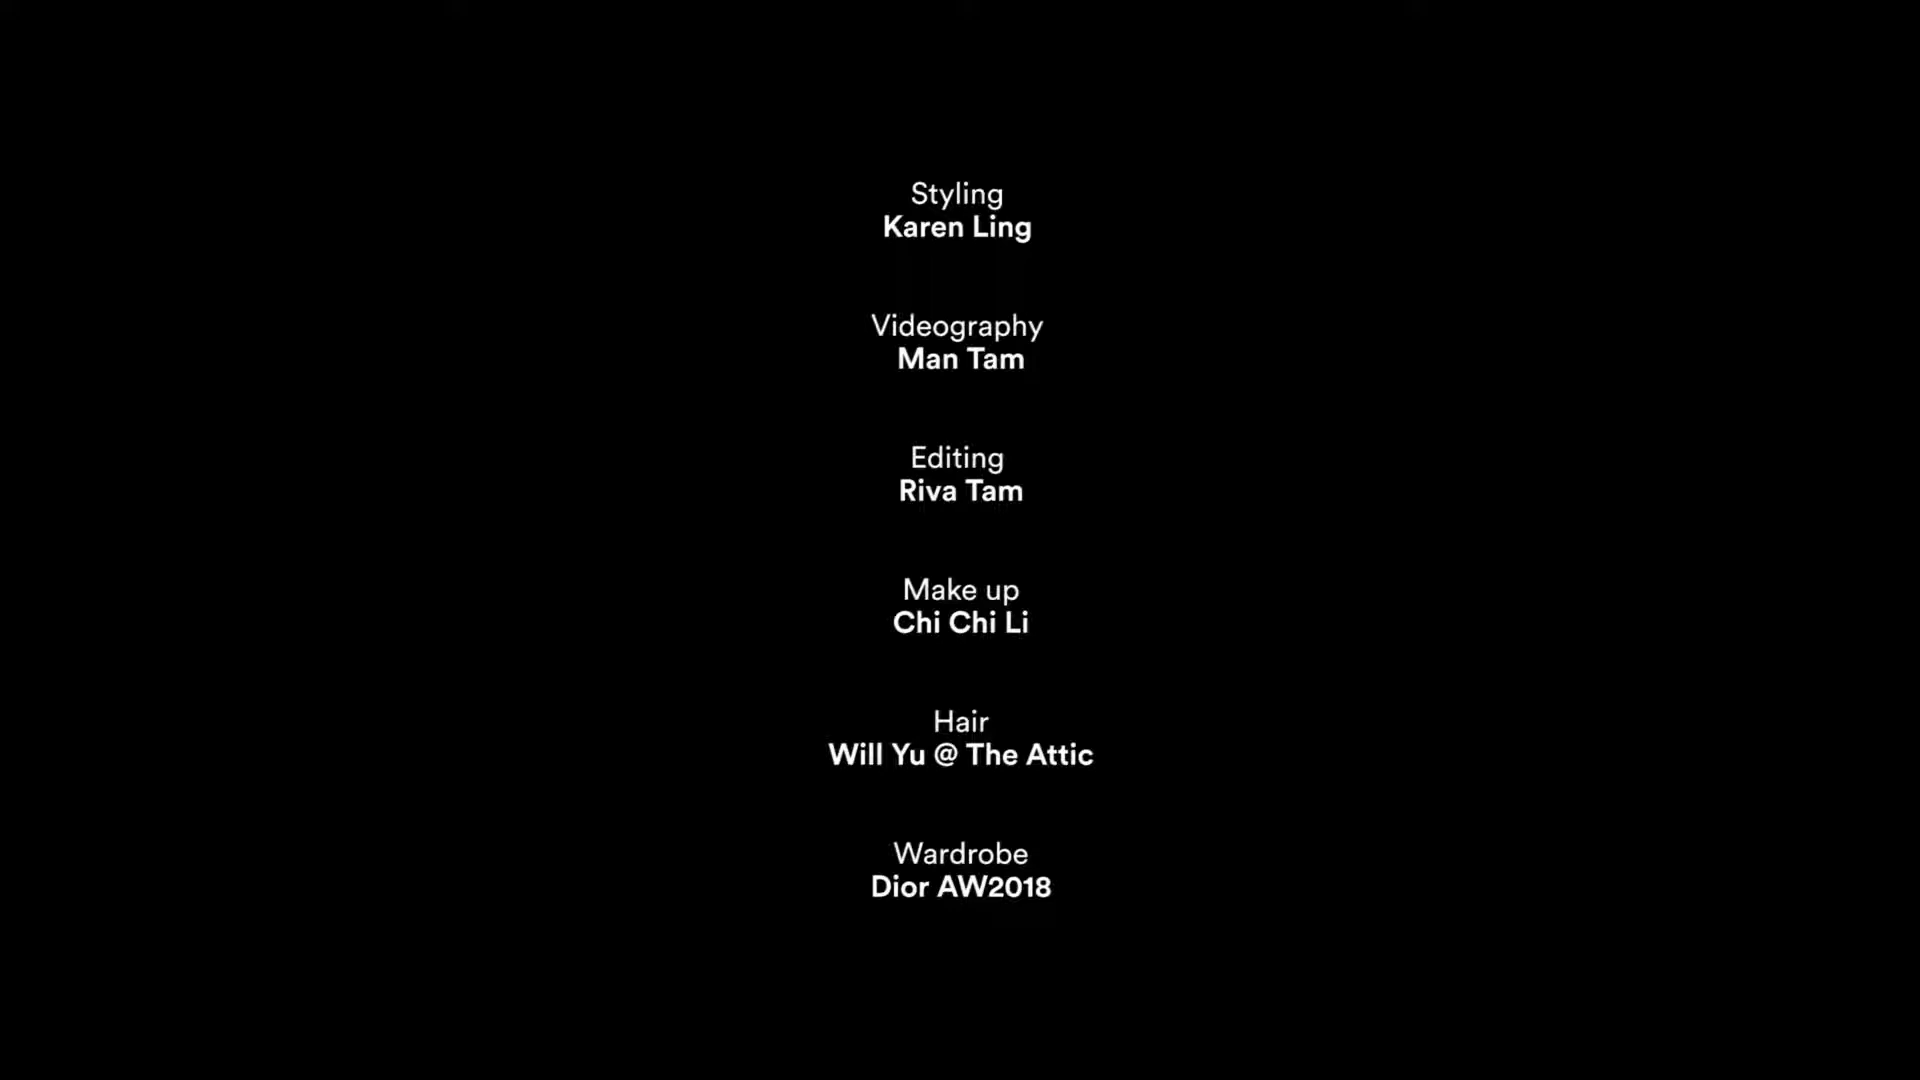 Styling
Karen Ling
Videography
Man Tam
Editing
Riva Tam
Make up
Chi Chi Li
Hair
Will Yu @ The Attic
Wardrobe
Dior AW2018